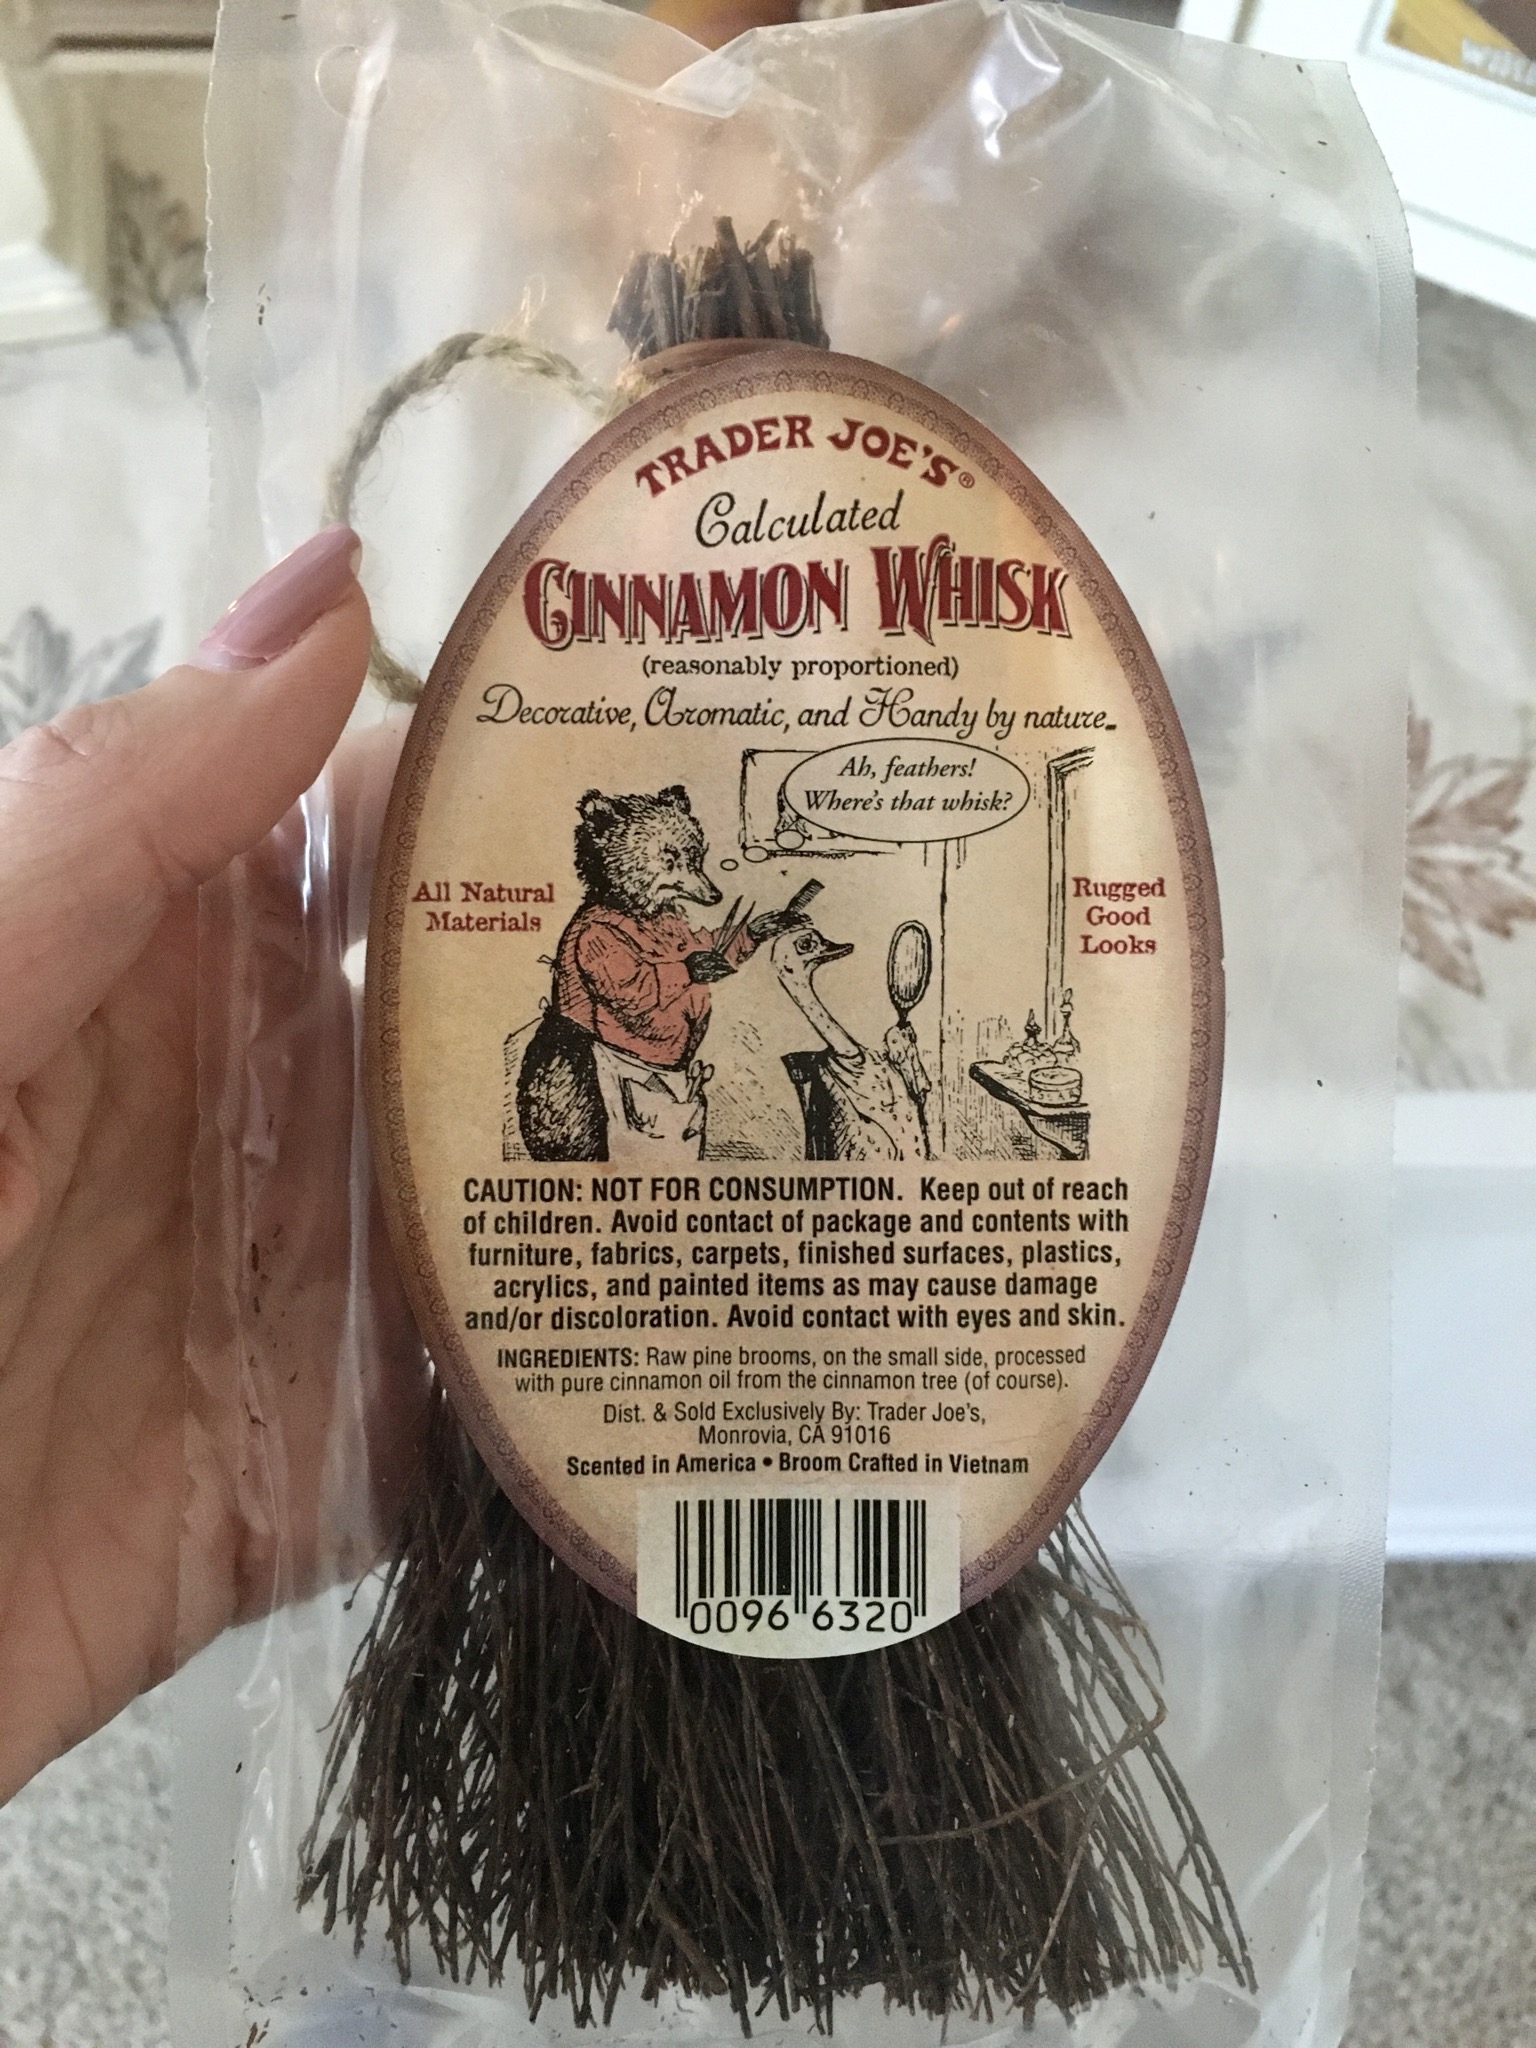 TRADER JOE'S®
Calculated
CINNAMON WHISK
(reasonably proportioned)
Decorative, Aromatic, and Handy by nature...
Ah, feathers!
Where's that whisk?
All Natural
Materials
Rugged
Good
Looks
CAUTION: NOT FOR CONSUMPTION. Keep out of reach
of children. Avoid contact of package and contents with
furniture, fabrics, carpets, finished surfaces, plastics,
acrylics, and painted items as may cause damage
and/or discoloration. Avoid contact with eyes and skin.
INGREDIENTS: Raw pine brooms, on the small side, processed
with pure cinnamon oil from the cinnamon tree (of course).
Dist. & Sold Exclusively By: Trader Joe's,
Monrovia, CA 91016
Scented in America • Broom Crafted in Vietnam
0096 6320